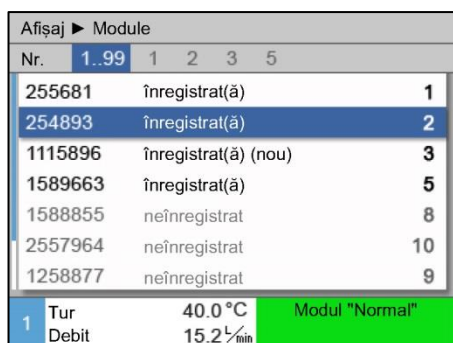 Afișaj ► Module
Nr. 1..99 1 2 3 5
255681 înregistrat(ă) 1
254893 înregistrat(ă) 2
1115896 înregistrat(ă) (nou) 3
1589663 înregistrat(ă) 5
1588855 neînregistrat 8
2557964 neînregistrat 10
1258877 neînregistrat 9
1 Tur 40.0 °C Modul "Normal"
Debit 15.2 L/min